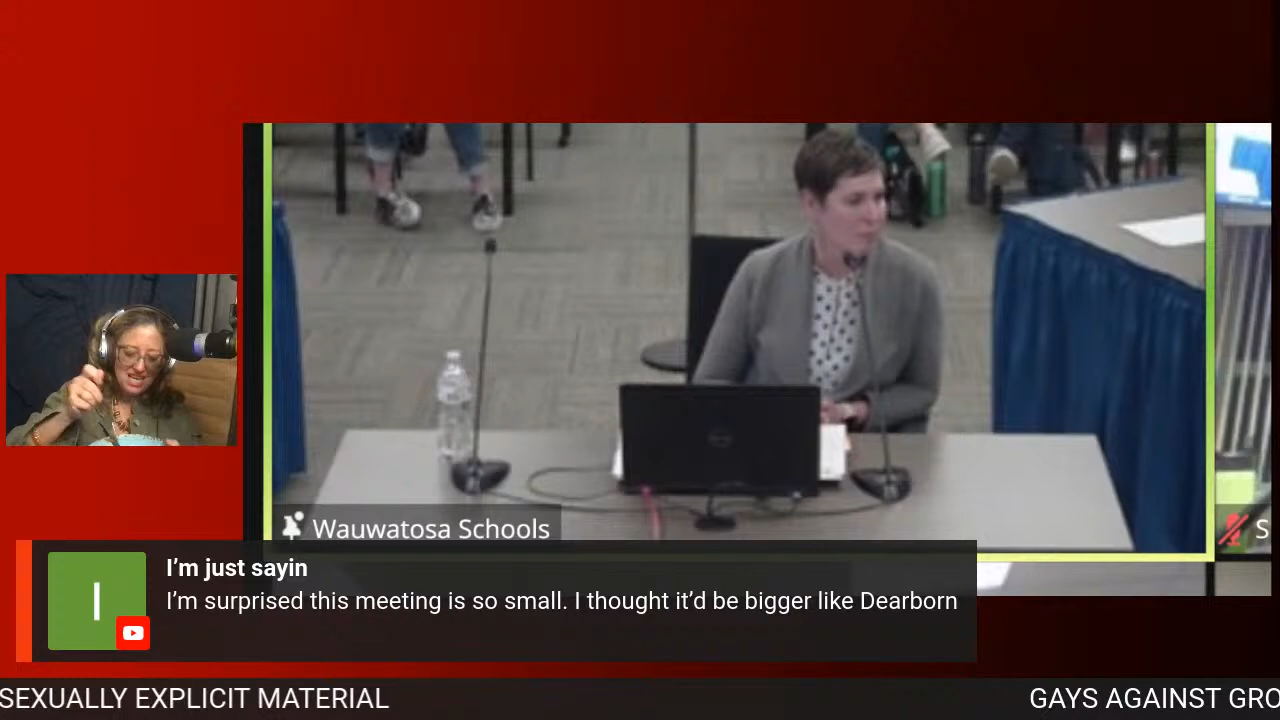 Wauwatosa Schools
S
I
I’m just sayin
I’m surprised this meeting is so small. I thought it’d be bigger like Dearborn
SEXUALLY EXPLICIT MATERIAL
GAYS AGAINST GRO